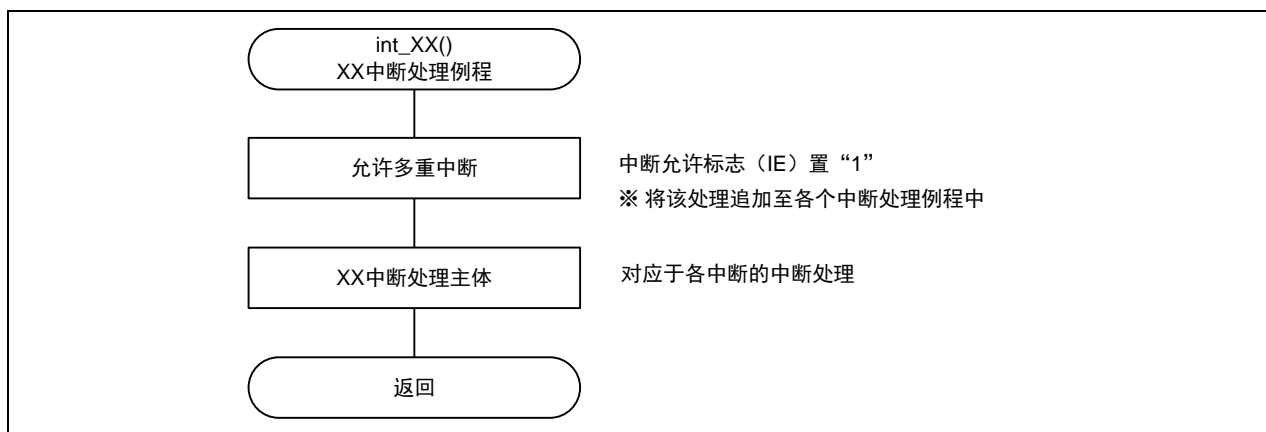 int_XX()
XX中断处理例程
允许多重中断
中断允许标志（IE）置“1”
※ 将该处理追加至各个中断处理例程中
XX中断处理主体
对应于各中断的中断处理
返回